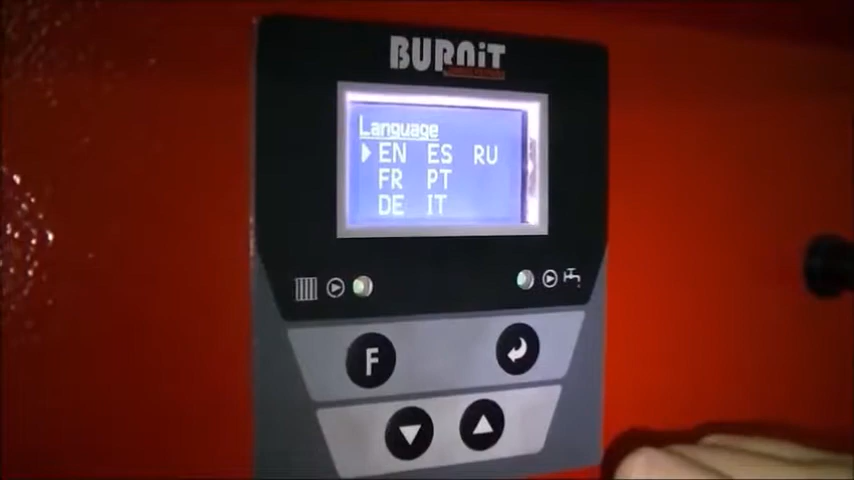 BURNiT
Language
EN ES RU
FR PT
DE IT
F